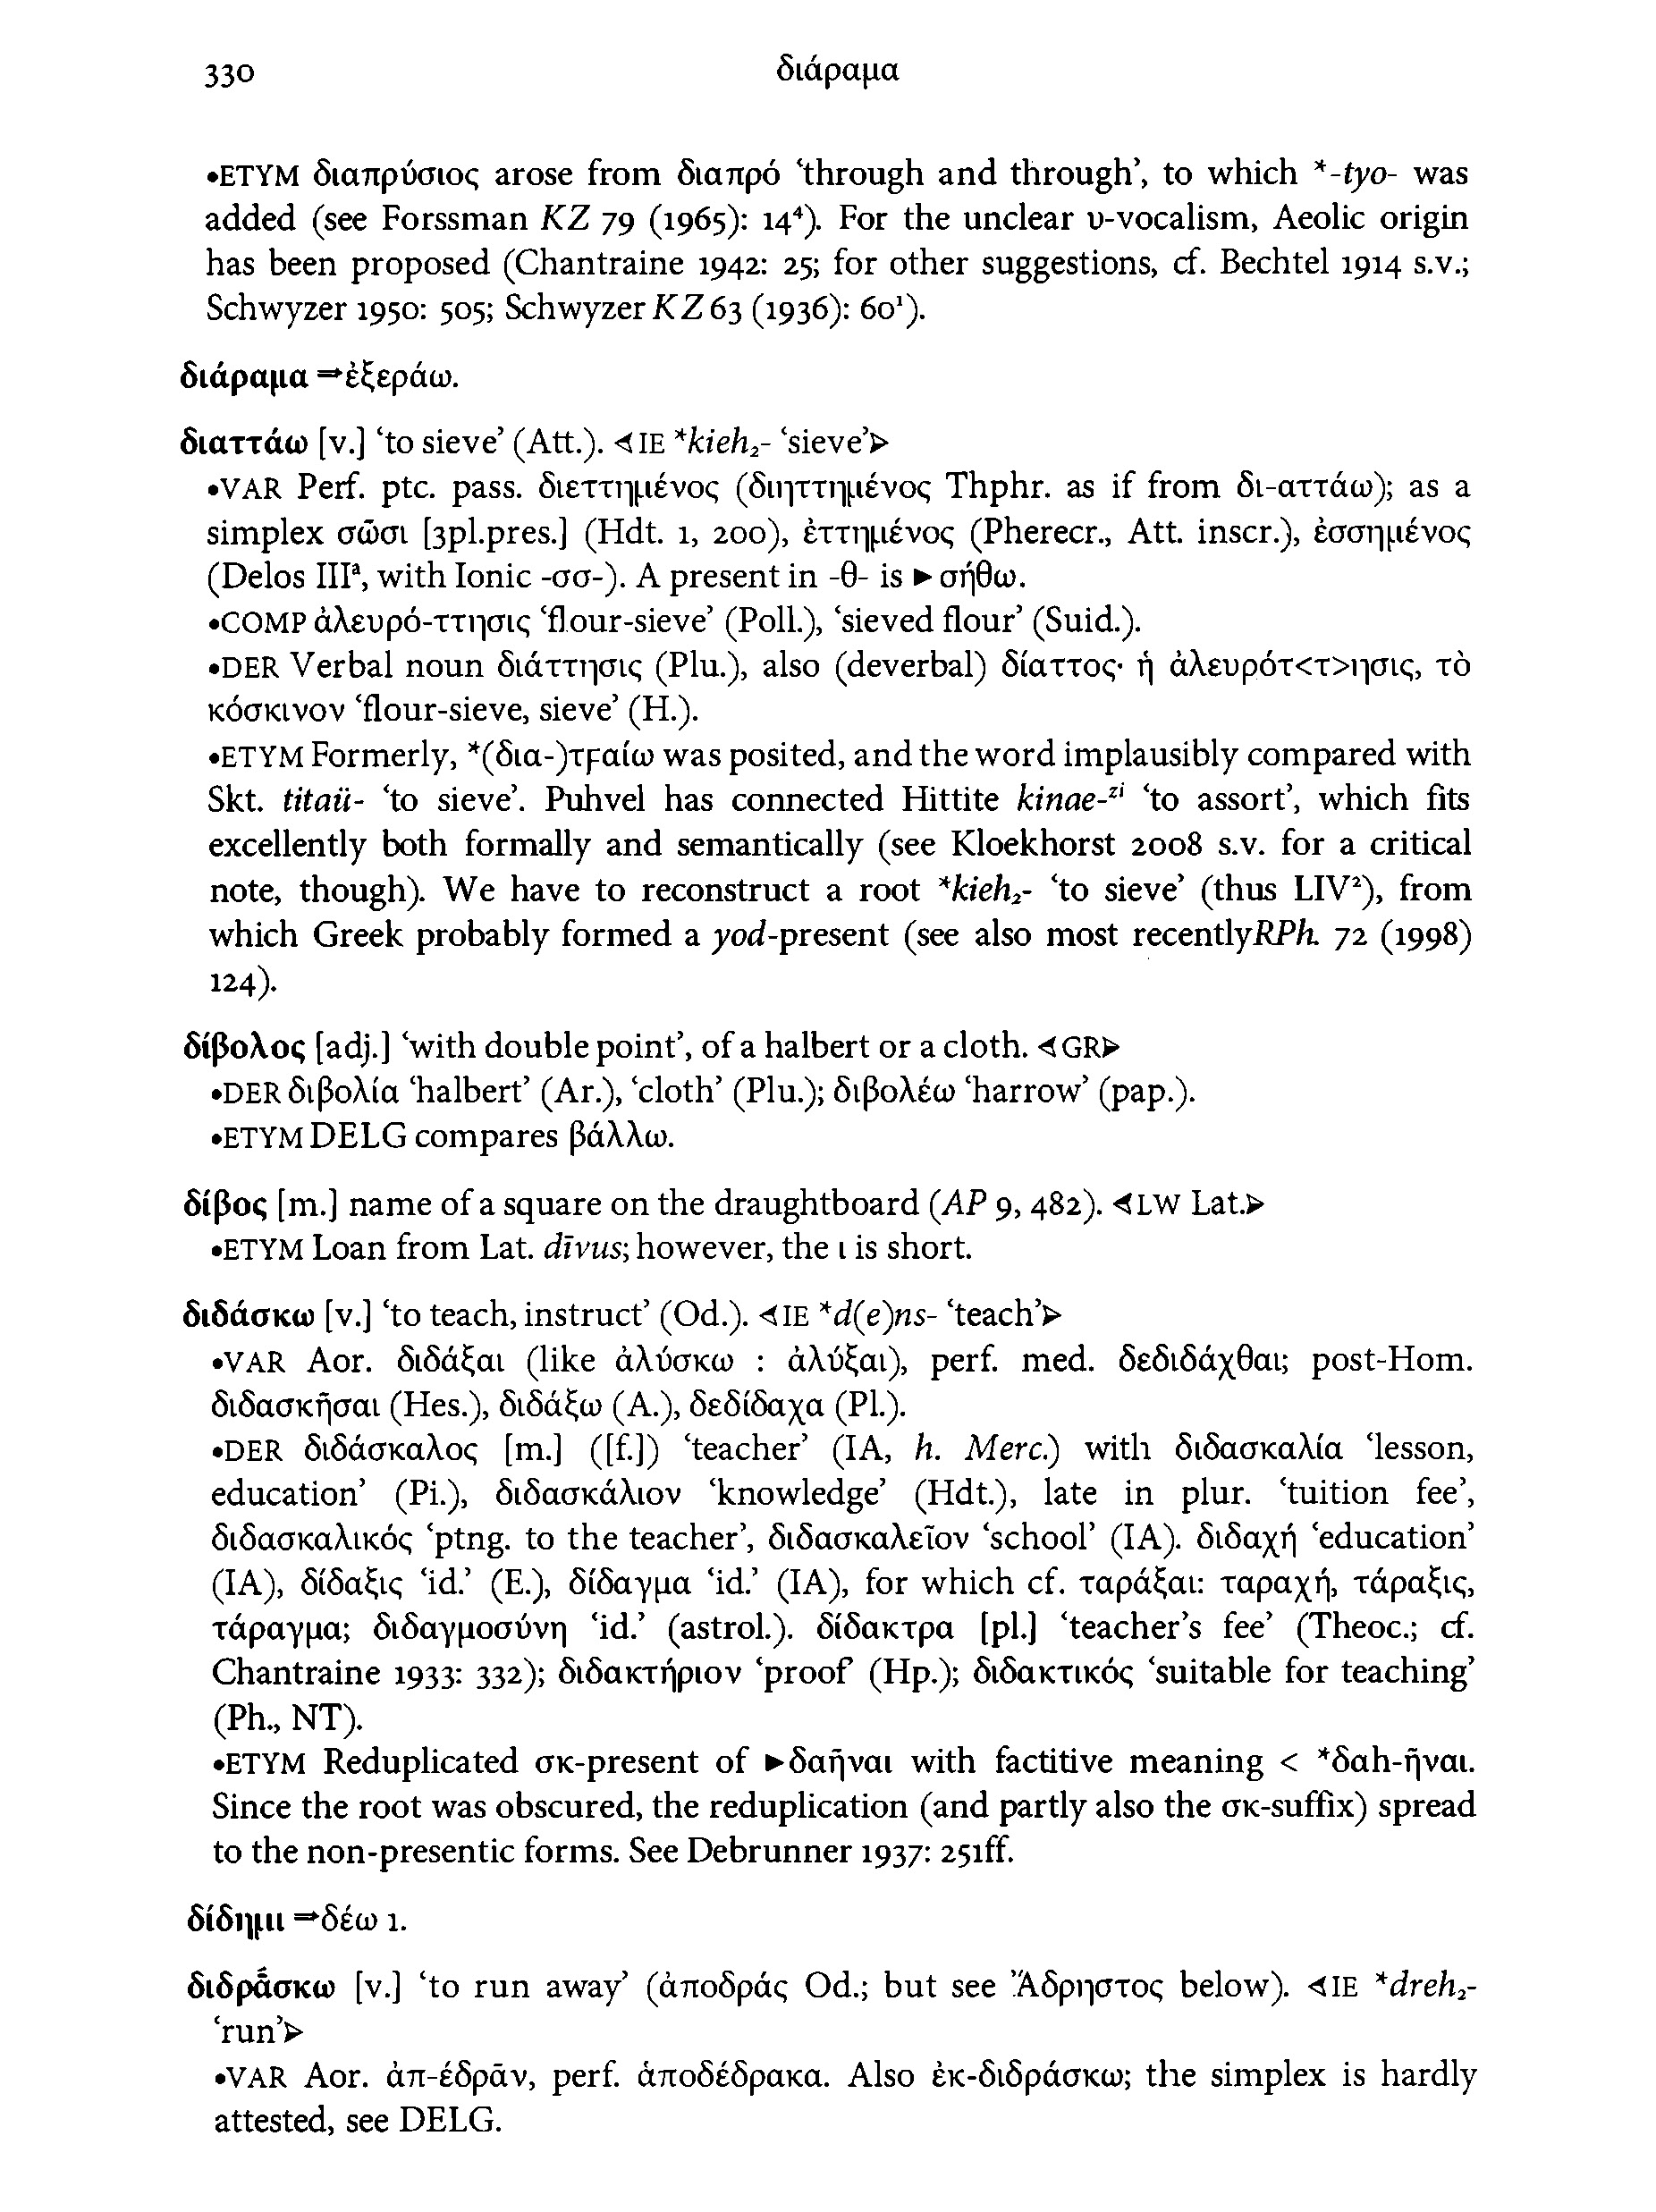 330
διάραμα
•ETYM διαπρύσιος arose from διαπρό ‘through and through’, to which *-tyo- was
added (see Forssman KZ 79 (1965): 14⁴). For the unclear υ-vocalism, Aeolic origin
has been proposed (Chantraine 1942: 25; for other suggestions, cf. Bechtel 1914 s.v.;
Schwyzer 1950: 505; Schwyzer KZ 63 (1936): 60¹).
διάραμα ⇒ἐξεράω.
διαττάω [v.] ‘to sieve’ (Att.). ⊲IE *kieh₂- ‘sieve’⊳
•VAR Perf. ptc. pass. διεττημένος (διηττημένος Thphr. as if from δι-αττάω); as a
simplex σῶσι [3pl.pres.] (Hdt. 1, 200), ἐττημένος (Pherecr., Att. inscr.), ἐσσημένος
(Delos IIIᵃ, with Ionic -σσ-). A present in -θ- is ►σήθω.
•COMP ἀλευρό-ττησις ‘flour-sieve’ (Poll.), ‘sieved flour’ (Suid.).
•DER Verbal noun διάττησις (Plu.), also (deverbal) δίαττος· ἡ ἀλευρότ<τ>ησις, τὸ
κόσκινον ‘flour-sieve, sieve’ (H.).
•ETYM Formerly, *(δια-)τϝαίω was posited, and the word implausibly compared with
Skt. titaü- ‘to sieve’. Puhvel has connected Hittite kinae-ᶻⁱ ‘to assort’, which fits
excellently both formally and semantically (see Kloekhorst 2008 s.v. for a critical
note, though). We have to reconstruct a root *kieh₂- ‘to sieve’ (thus LIV²), from
which Greek probably formed a yod-present (see also most recentlyRPh. 72 (1998)
124).
δίβολος [adj.] ‘with double point’, of a halbert or a cloth. ⊲GR⊳
•DER διβολία ‘halbert’ (Ar.), ‘cloth’ (Plu.); διβολέω ‘harrow’ (pap.).
•ETYM DELG compares βάλλω.
δίβος [m.] name of a square on the draughtboard (AP 9, 482). ⊲LW Lat.⊳
•ETYM Loan from Lat. dīvus; however, the ι is short.
διδάσκω [v.] ‘to teach, instruct’ (Od.). ⊲IE *d(e)ns- ‘teach’⊳
•VAR Aor. διδάξαι (like ἀλύσκω : ἀλύξαι), perf. med. δεδιδάχθαι; post-Hom.
διδασκῆσαι (Hes.), διδάξω (A.), δεδίδαχα (Pl.).
•DER διδάσκαλος [m.] ([f.]) ‘teacher’ (IA, h. Merc.) with διδασκαλία ‘lesson,
education’ (Pi.), διδασκάλιον ‘knowledge’ (Hdt.), late in plur. ‘tuition fee’,
διδασκαλικός ‘ptng. to the teacher’, διδασκαλεῖον ‘school’ (IA). διδαχή ‘education’
(IA), δίδαξις ‘id.’ (E.), δίδαγμα ‘id.’ (IA), for which cf. ταράξαι: ταραχή, τάραξις,
τάραγμα; διδαγμοσύνη ‘id.’ (astrol.). δίδακτρα [pl.] ‘teacher’s fee’ (Theoc.; cf.
Chantraine 1933: 332); διδακτήριον ‘proof’ (Hp.); διδακτικός ‘suitable for teaching’
(Ph., NT).
•ETYM Reduplicated σκ-present of ►δαῆναι with factitive meaning < *δαh-ῆναι.
Since the root was obscured, the reduplication (and partly also the σκ-suffix) spread
to the non-presentic forms. See Debrunner 1937: 251ff.
δίδημι ⇒δέω 1.
διδρᾱ́σκω [v.] ‘to run away’ (ἀποδράς Od.; but see Ἄδρηστος below). ⊲IE *dreh₂-
‘run’⊳
•VAR Aor. ἀπ-έδρᾱν, perf. ἀποδέδρακα. Also ἐκ-διδράσκω; the simplex is hardly
attested, see DELG.